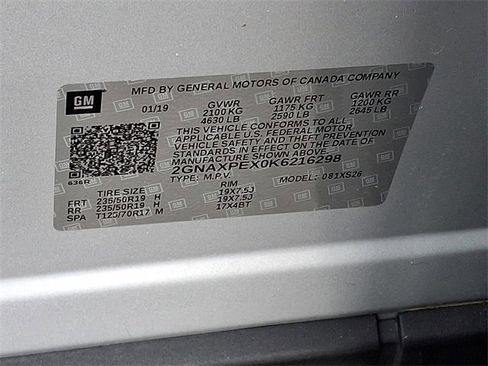 GM
MFD BY GENERAL MOTORS OF CANADA COMPANY
01/19 GVWR GAWR FRT GAWR RR
2100 KG 1175 KG 1200 KG
4630 LB 2590 LB 2645 LB
THIS VEHICLE CONFORMS TO ALL
APPLICABLE U.S. FEDERAL MOTOR
VEHICLE SAFETY AND THEFT PREVENTION
STANDARDS IN EFFECT ON THE DATE OF
MANUFACTURE SHOWN ABOVE.
2GNAXPEX0K6216298
636R TYPE: M.P.V. MODEL: 081XS26
TIRE SIZE RIM
FRT 235/50R19 H 19X7.5J
RR 235/50R19 H 19X7.5J
SPA T125/70R17 M 17X4BT